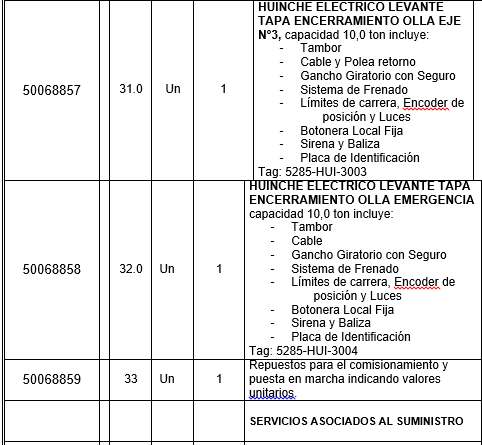 HUINCHE ELECTRICO LEVANTE
TAPA ENCERRAMIENTO OLLA EJE
N°3, capacidad 10,0 ton incluye:
- Tambor
- Cable y Polea retorno
- Gancho Giratorio con Seguro
- Sistema de Frenado
- Límites de carrera, Encoder de
posición y Luces
- Botonera Local Fija
- Sirena y Baliza
- Placa de Identificación
Tag: 5285-HUI-3003
50068857 31.0 Un 1
HUINCHE ELECTRICO LEVANTE TAPA
ENCERRAMIENTO OLLA EMERGENCIA
capacidad 10,0 ton incluye:
- Tambor
- Cable
- Gancho Giratorio con Seguro
- Sistema de Frenado
- Límites de carrera, Encoder de
posición y Luces
- Botonera Local Fija
- Sirena y Baliza
- Placa de Identificación
Tag: 5285-HUI-3004
50068858 32.0 Un 1
Repuestos para el comisionamiento y
puesta en marcha indicando valores
unitarios.
50068859 33 Un 1
SERVICIOS ASOCIADOS AL SUMINISTRO